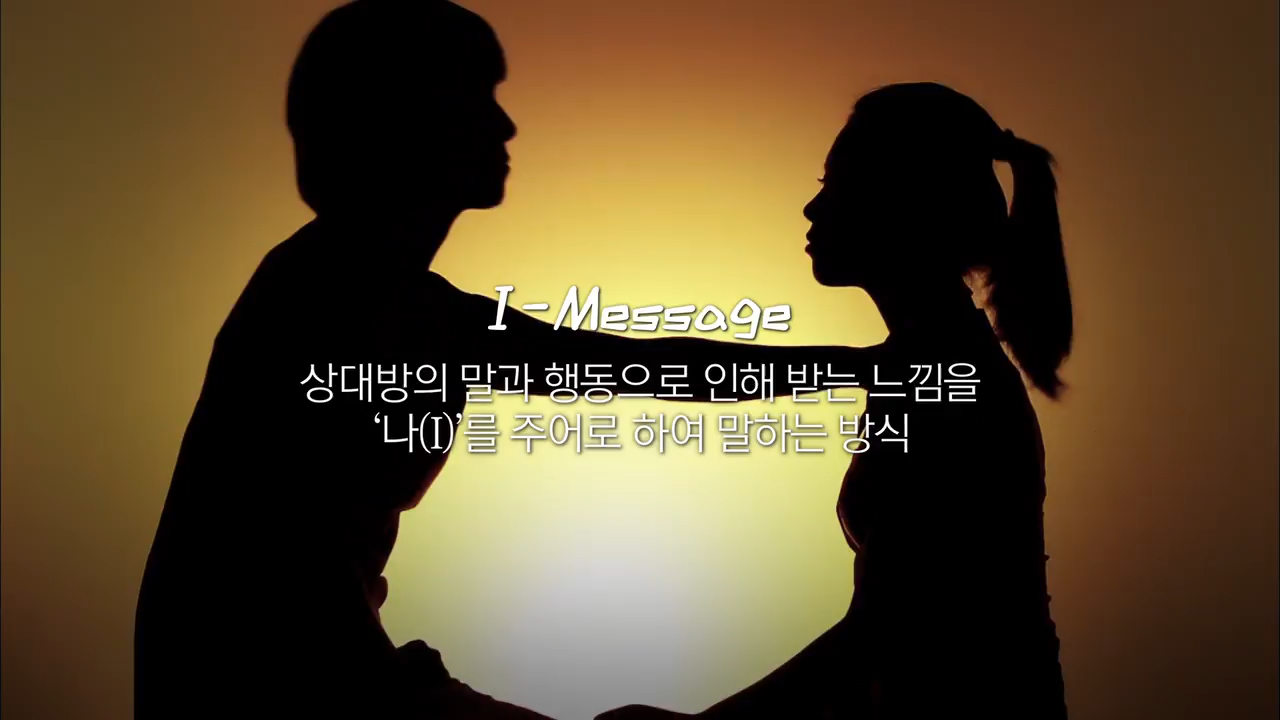 I-Message
상대방의 말과 행동으로 인해 받는 느낌을
‘나(I)’를 주어로 하여 말하는 방식